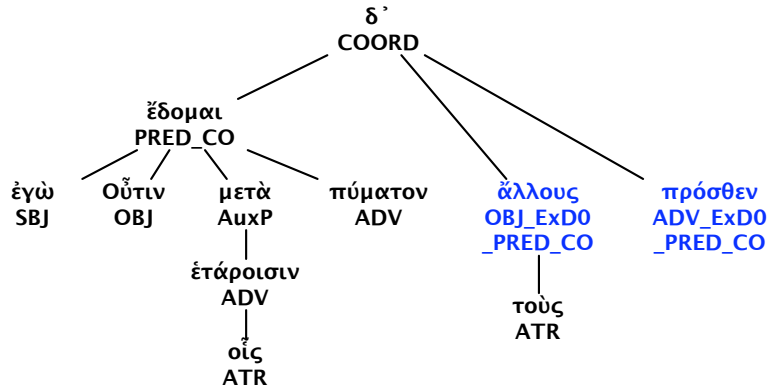 δ᾽
COORD
ἔδομαι
PRED_CO
ἐγὼ Οὖτιν μετὰ πύματον ἄλλους πρόσθεν
SBJ OBJ AuxP ADV OBJ_ExD0 ADV_ExD0
_PRED_CO _PRED_CO
ἑτάροισιν
ADV
τοὺς
ATR
οἷς
ATR